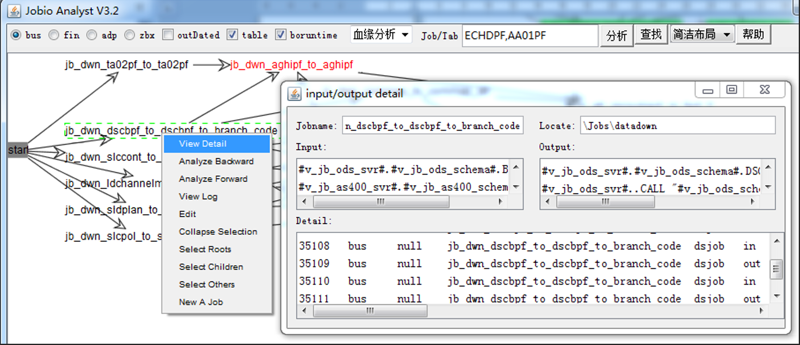 Jobio Analyst V3.2
bus fin adp zbx outDated table boruntime 血缘分析 Job/Tab ECHDPF,AA01PF 分析 查找 简洁布局 帮助
jb_dwn_ta02pf_to_ta02pf
jb_dwn_aghipf_to_aghipf
jb_dwn_dscbpf_to_dscbpf_to_branch_code
start
jb_dwn_slccont_to_
jb_dwn_ldchannelm
jb_dwn_sldplan_to_
jb_dwn_slcpol_to_s
View Detail
Analyze Backward
Analyze Forward
View Log
Edit
Collapse Selection
Select Roots
Select Children
Select Others
New A Job
input/output detail
Jobname: n_dscbpf_to_dscbpf_to_branch_code Locate: \Jobs\datadown
Input: Output:
#v_jb_ods_svr#.#v_jb_ods_schema#.B
#v_jb_as400_svr#.#v_jb_as400_schem
#v_jb_ods_svr#.#v_jb_ods_schema#.DSC
#v_jb_ods_svr#..CALL "#v_jb_ods_sche
Detail:
35108 bus null jb_dwn_dscbpf_to_dscbpf_to_branch_code dsjob in
35109 bus null jb_dwn_dscbpf_to_dscbpf_to_branch_code dsjob out
35110 bus null jb_dwn_dscbpf_to_dscbpf_to_branch_code dsjob in
35111 bus null jb_dwn_dscbpf_to_dscbpf_to_branch_code dsjob out